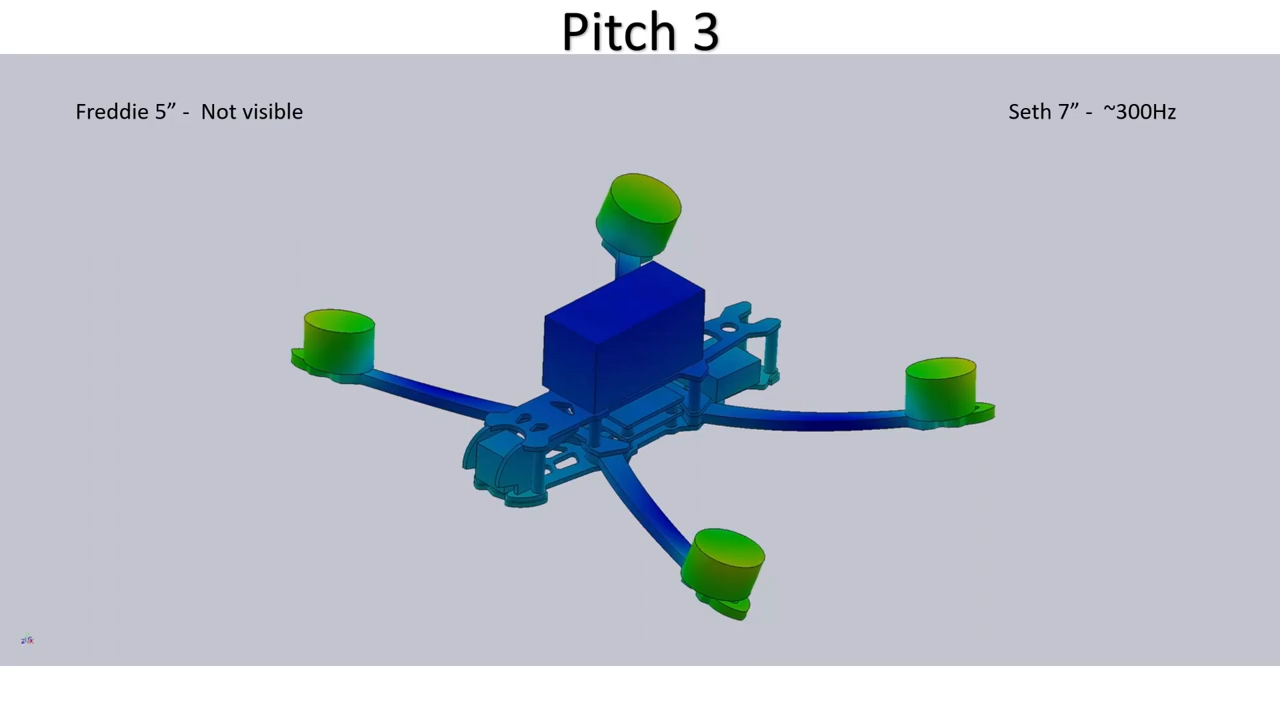 Pitch 3
Freddie 5” -  Not visible
Seth 7” -  ~300Hz